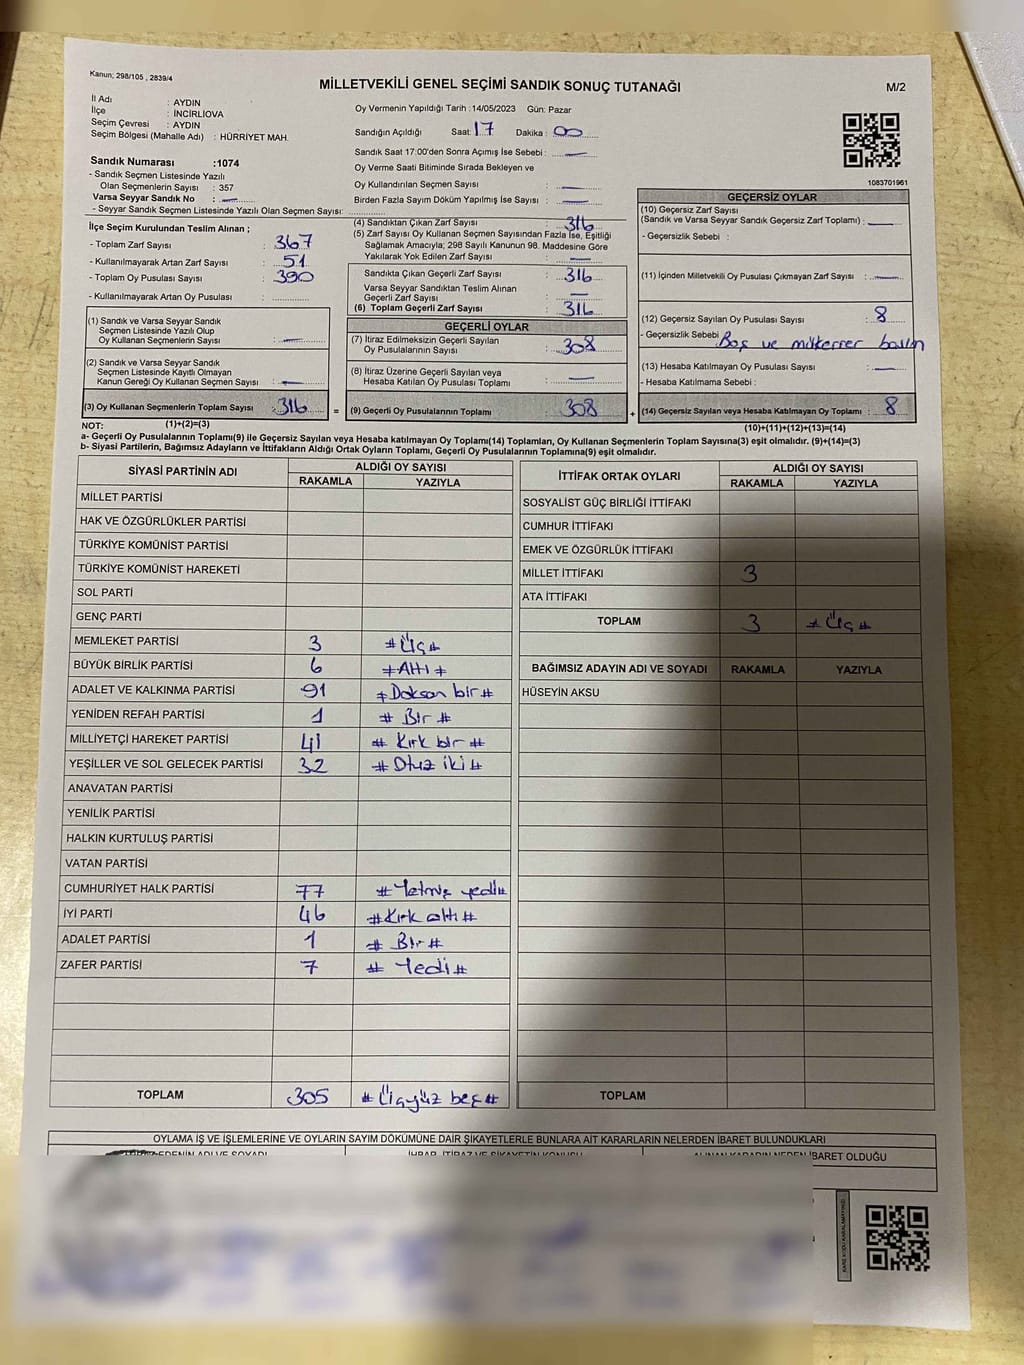 Kanun; 298/105 , 2839/4
MİLLETVEKİLİ GENEL SEÇİMİ SANDIK SONUÇ TUTANAĞI
M/2
İl Adı : AYDIN
İlçe : İNCİRLİOVA
Seçim Çevresi : AYDIN
Seçim Bölgesi (Mahalle Adı) : HÜRRİYET MAH.
Oy Vermenin Yapıldığı Tarih :14/05/2023 Gün: Pazar
Sandığın Açıldığı Saat: 17 Dakika : 00
Sandık Saat 17:00'den Sonra Açımış İse Sebebi : —
Oy Verme Saati Bitiminde Sırada Bekleyen ve
Oy Kullandırılan Seçmen Sayısı : —
Birden Fazla Sayım Döküm Yapılmış İse Sayısı : —
Sandık Numarası :1074
- Sandık Seçmen Listesinde Yazılı
Olan Seçmenlerin Sayısı : 357
Varsa Seyyar Sandık No : —
- Seyyar Sandık Seçmen Listesinde Yazılı Olan Seçmen Sayısı:
1083701961
İlçe Seçim Kurulundan Teslim Alınan ;
- Toplam Zarf Sayısı : 367
- Kullanılmayarak Artan Zarf Sayısı : 51
- Toplam Oy Pusulası Sayısı : 390
- Kullanılmayarak Artan Oy Pusulası :
(1) Sandık ve Varsa Seyyar Sandık
Seçmen Listesinde Yazılı Olup
Oy Kullanan Seçmenlerin Sayısı : —
(2) Sandık ve Varsa Seyyar Sandık
Seçmen Listesinde Kayıtlı Olmayan
Kanun Gereği Oy Kullanan Seçmen Sayısı : —
(3) Oy Kullanan Seçmenlerin Toplam Sayısı : 316 =
(1)+(2)=(3)
(4) Sandıktan Çıkan Zarf Sayısı : 316
(5) Zarf Sayısı Oy Kullanan Seçmen Sayısından Fazla İse, Eşitliği
Sağlamak Amacıyla; 298 Sayılı Kanunun 98. Maddesine Göre
Yakılarak Yok Edilen Zarf Sayısı : —
Sandıkta Çıkan Geçerli Zarf Sayısı : 316
Varsa Seyyar Sandıktan Teslim Alınan
Geçerli Zarf Sayısı : —
(6) Toplam Geçerli Zarf Sayısı : 316
GEÇERLİ OYLAR
(7) İtiraz Edilmeksizin Geçerli Sayılan
Oy Pusulalarının Sayısı : 308
(8) İtiraz Üzerine Geçerli Sayılan veya
Hesaba Katılan Oy Pusulası Toplamı : —
(9) Geçerli Oy Pusulalarının Toplamı : 308 +
GEÇERSİZ OYLAR
(10) Geçersiz Zarf Sayısı
(Sandık ve Varsa Seyyar Sandık Geçersiz Zarf Toplamı) : —
- Geçersizlik Sebebi :
(11) İçinden Milletvekili Oy Pusulası Çıkmayan Zarf Sayısı : —
(12) Geçersiz Sayılan Oy Pusulası Sayısı : 8
- Geçersizlik Sebebi : Boş ve mükerrer basım
(13) Hesaba Katılmayan Oy Pusulası Sayısı : —
- Hesaba Katılmama Sebebi :
(14) Geçersiz Sayılan veya Hesaba Katılmayan Oy Toplamı : 8
(10)+(11)+(12)+(13)=(14)
NOT:
a- Geçerli Oy Pusulalarının Toplamı(9) ile Geçersiz Sayılan veya Hesaba katılmayan Oy Toplamı(14) Toplamları, Oy Kullanan Seçmenlerin Toplam Sayısına(3) eşit olmalıdır. (9)+(14)=(3)
b- Siyasi Partilerin, Bağımsız Adayların ve İttifakların Aldığı Ortak Oyların Toplamı, Geçerli Oy Pusulalarının Toplamına(9) eşit olmalıdır.
SİYASİ PARTİNİN ADI ALDIĞI OY SAYISI
RAKAMLA YAZIYLA
MİLLET PARTİSİ
HAK VE ÖZGÜRLÜKLER PARTİSİ
TÜRKİYE KOMÜNİST PARTİSİ
TÜRKİYE KOMÜNİST HAREKETİ
SOL PARTİ
GENÇ PARTİ
MEMLEKET PARTİSİ 3 # Üç #
BÜYÜK BİRLİK PARTİSİ 6 # Altı #
ADALET VE KALKINMA PARTİSİ 91 # Doksan bir #
YENİDEN REFAH PARTİSİ 1 # Bir #
MİLLİYETÇİ HAREKET PARTİSİ 41 # Kırk bir #
YEŞİLLER VE SOL GELECEK PARTİSİ 32 # Otuz iki #
ANAVATAN PARTİSİ
YENİLİK PARTİSİ
HALKIN KURTULUŞ PARTİSİ
VATAN PARTİSİ
CUMHURİYET HALK PARTİSİ 77 # Yetmiş yedi #
İYİ PARTİ 46 # Kırk altı #
ADALET PARTİSİ 1 # Bir #
ZAFER PARTİSİ 7 # Yedi #
TOPLAM 305 # Üçyüz beş #
İTTİFAK ORTAK OYLARI ALDIĞI OY SAYISI
RAKAMLA YAZIYLA
SOSYALİST GÜÇ BİRLİĞİ İTTİFAKI
CUMHUR İTTİFAKI
EMEK VE ÖZGÜRLÜK İTTİFAKI
MİLLET İTTİFAKI 3
ATA İTTİFAKI
TOPLAM 3 # Üç #
BAĞIMSIZ ADAYIN ADI VE SOYADI RAKAMLA YAZIYLA
HÜSEYİN AKSU
TOPLAM
OYLAMA İŞ VE İŞLEMLERİNE VE OYLARIN SAYIM DÖKÜMÜNE DAİR ŞİKAYETLERLE BUNLARA AİT KARARLARIN NELERDEN İBARET BULUNDUKLARI
İHBAR, İTİRAZ VE ŞİKAYETİN KONUSU
İBARET OLDUĞU
KARE KODU KARALAMAYINIZ!